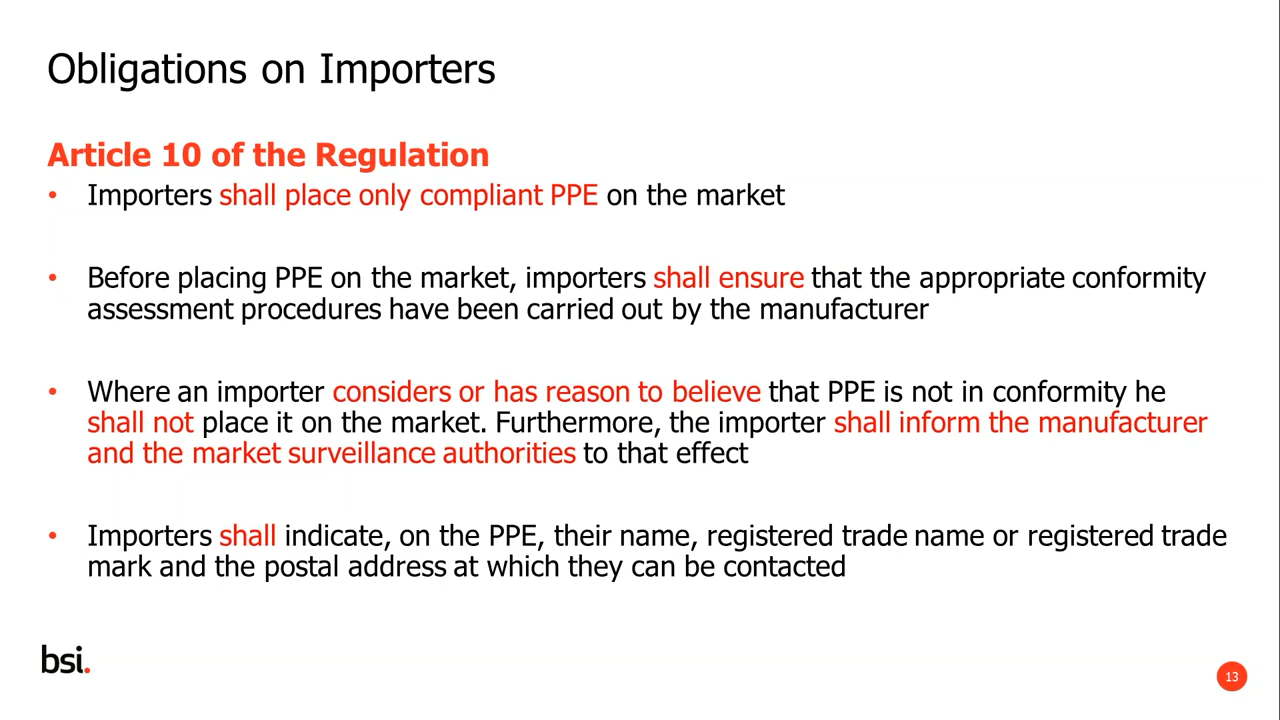 Obligations on Importers
Article 10 of the Regulation
• Importers shall place only compliant PPE on the market
• Before placing PPE on the market, importers shall ensure that the appropriate conformity
assessment procedures have been carried out by the manufacturer
• Where an importer considers or has reason to believe that PPE is not in conformity he
shall not place it on the market. Furthermore, the importer shall inform the manufacturer
and the market surveillance authorities to that effect
• Importers shall indicate, on the PPE, their name, registered trade name or registered trade
mark and the postal address at which they can be contacted
bsi.
13